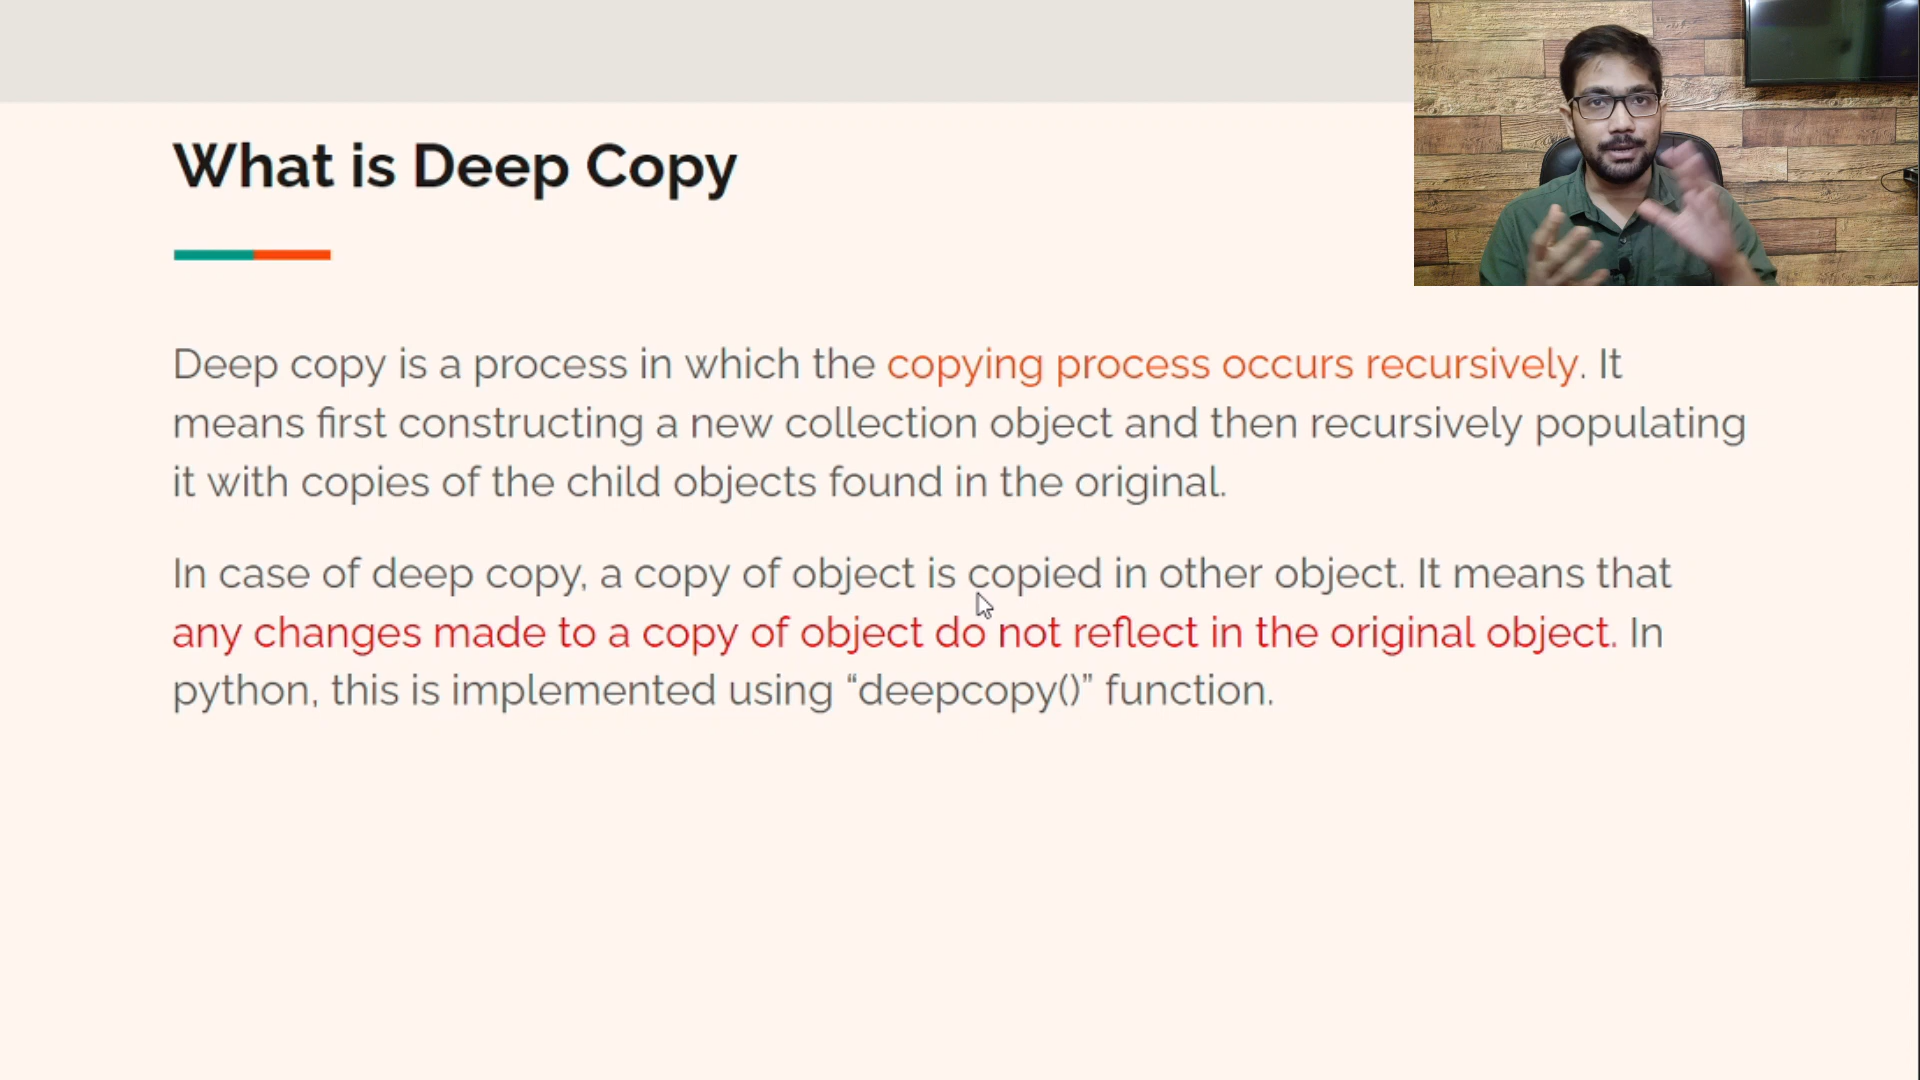 What is Deep Copy
Deep copy is a process in which the copying process occurs recursively. It
means first constructing a new collection object and then recursively populating
it with copies of the child objects found in the original.
In case of deep copy, a copy of object is copied in other object. It means that
any changes made to a copy of object do not reflect in the original object. In
python, this is implemented using “deepcopy()” function.